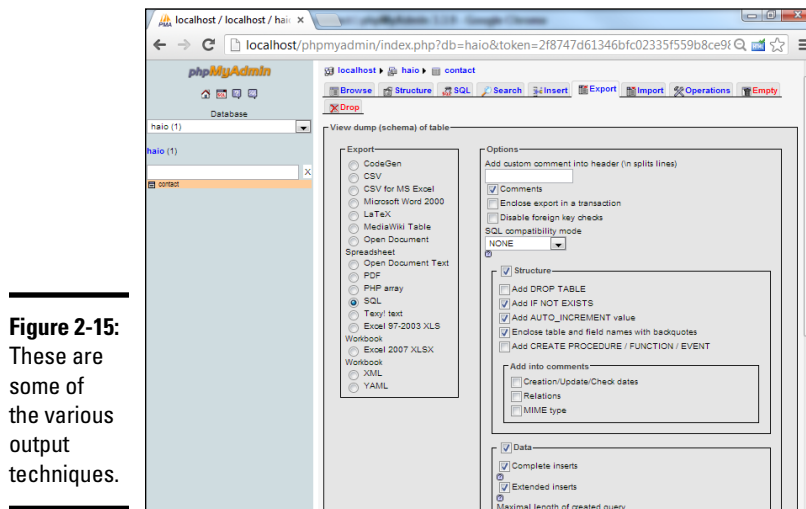 localhost / localhost / hai
localhost/phpmyadmin/index.php?db=haio&token=2f8747d61346bfc02335f559b8ce9
phpMyAdmin
Database
haio (1)
haio (1)
X
contact
localhost haio contact
Browse Structure SQL Search Insert Export Import Operations Empty
Drop
View dump (schema) of table
Export
CodeGen
CSV
CSV for MS Excel
Microsoft Word 2000
LaTeX
MediaWiki Table
Open Document
Spreadsheet
Open Document Text
PDF
PHP array
SQL
Texy! text
Excel 97-2003 XLS
Workbook
Excel 2007 XLSX
Workbook
XML
YAML
Options
Add custom comment into header (\n splits lines)
Comments
Enclose export in a transaction
Disable foreign key checks
SQL compatibility mode
NONE
Structure
Add DROP TABLE
Add IF NOT EXISTS
Add AUTO_INCREMENT value
Enclose table and field names with backquotes
Add CREATE PROCEDURE / FUNCTION / EVENT
Add into comments
Creation/Update/Check dates
Relations
MIME type
Data
Complete inserts
Extended inserts
Maximal length of created query
Figure 2-15:
These are
some of
the various
output
techniques.